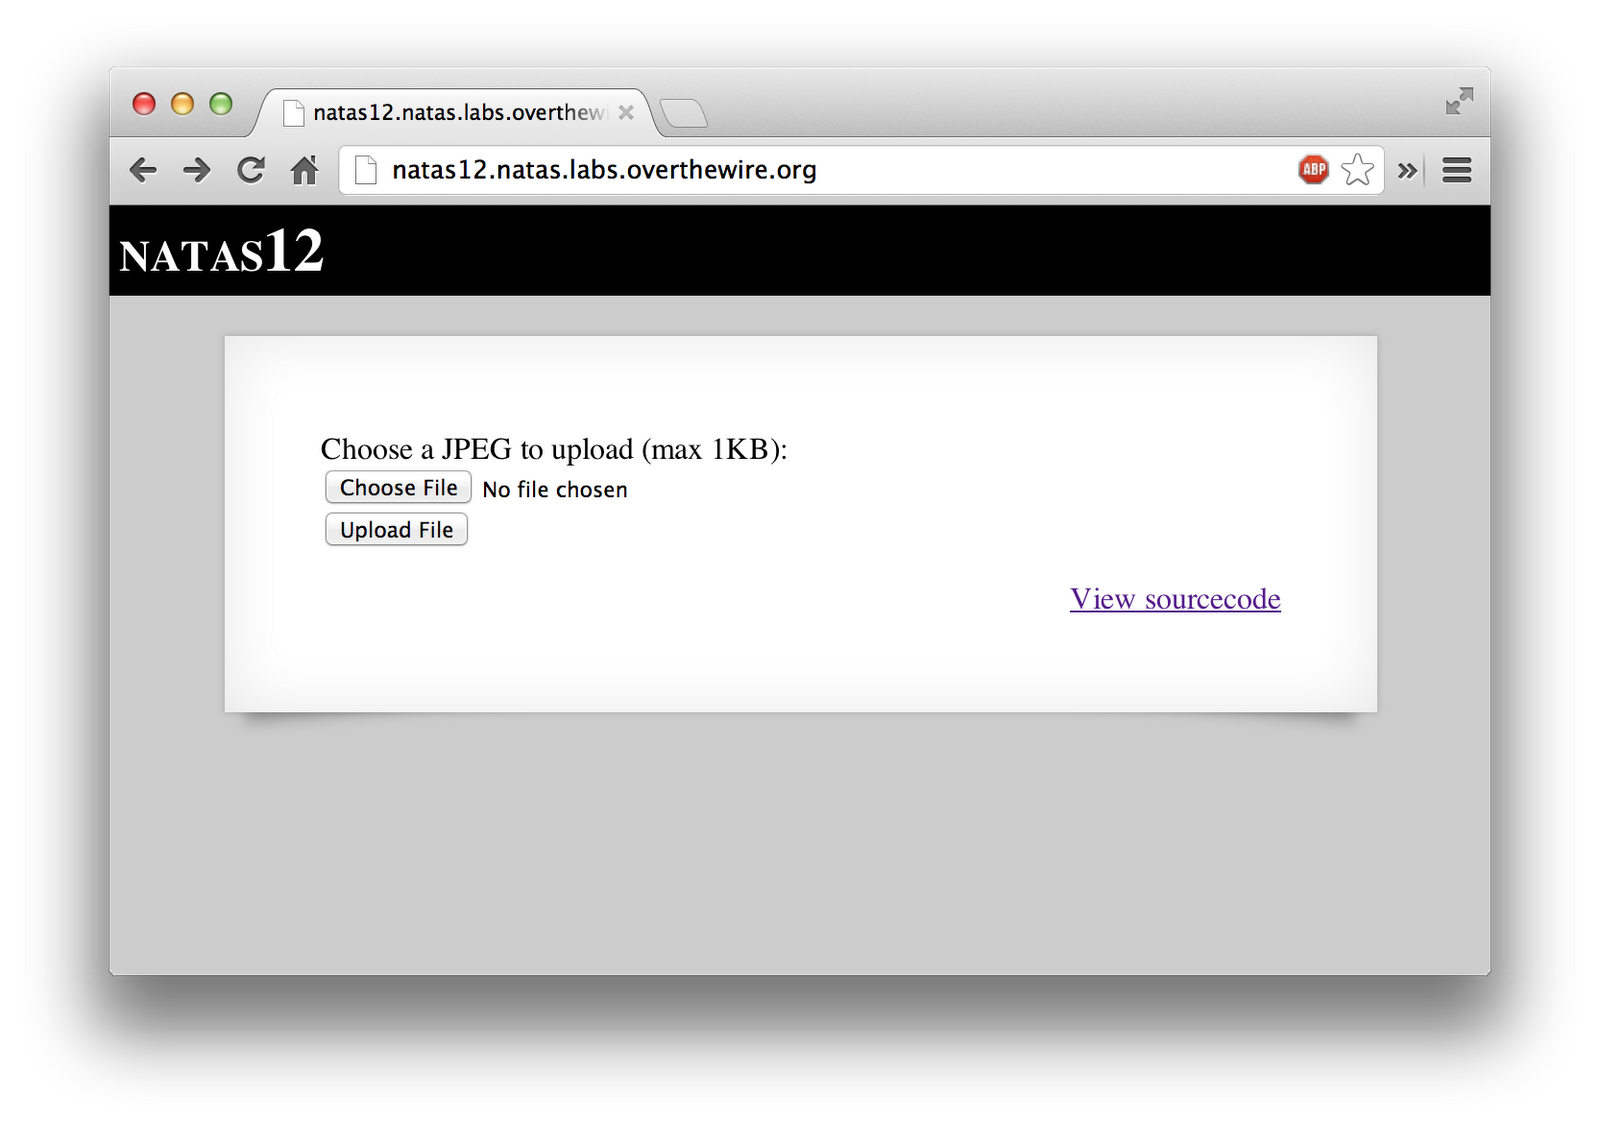 natas12.natas.labs.overthew
natas12.natas.labs.overthewire.org
ABP
NATAS12
Choose a JPEG to upload (max 1KB):
Choose File No file chosen
Upload File
View sourcecode